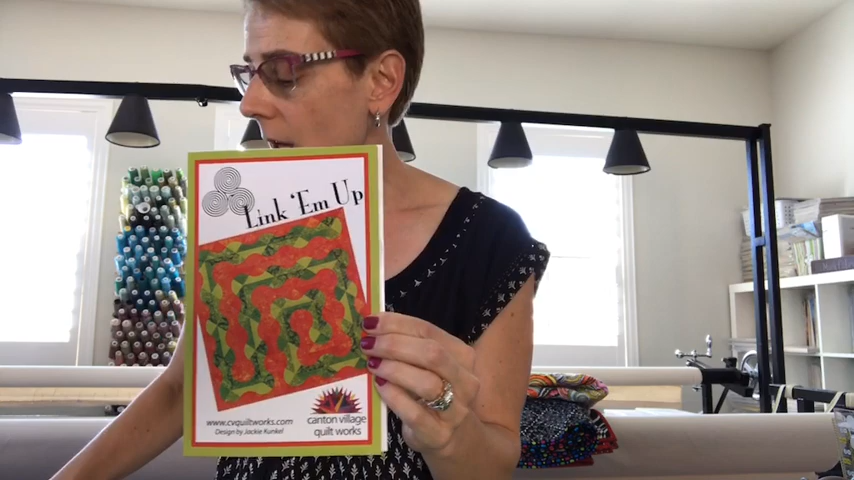 Link 'Em Up
www.cvquiltworks.com
Design by Jackie Kunkel
canton village
quilt works